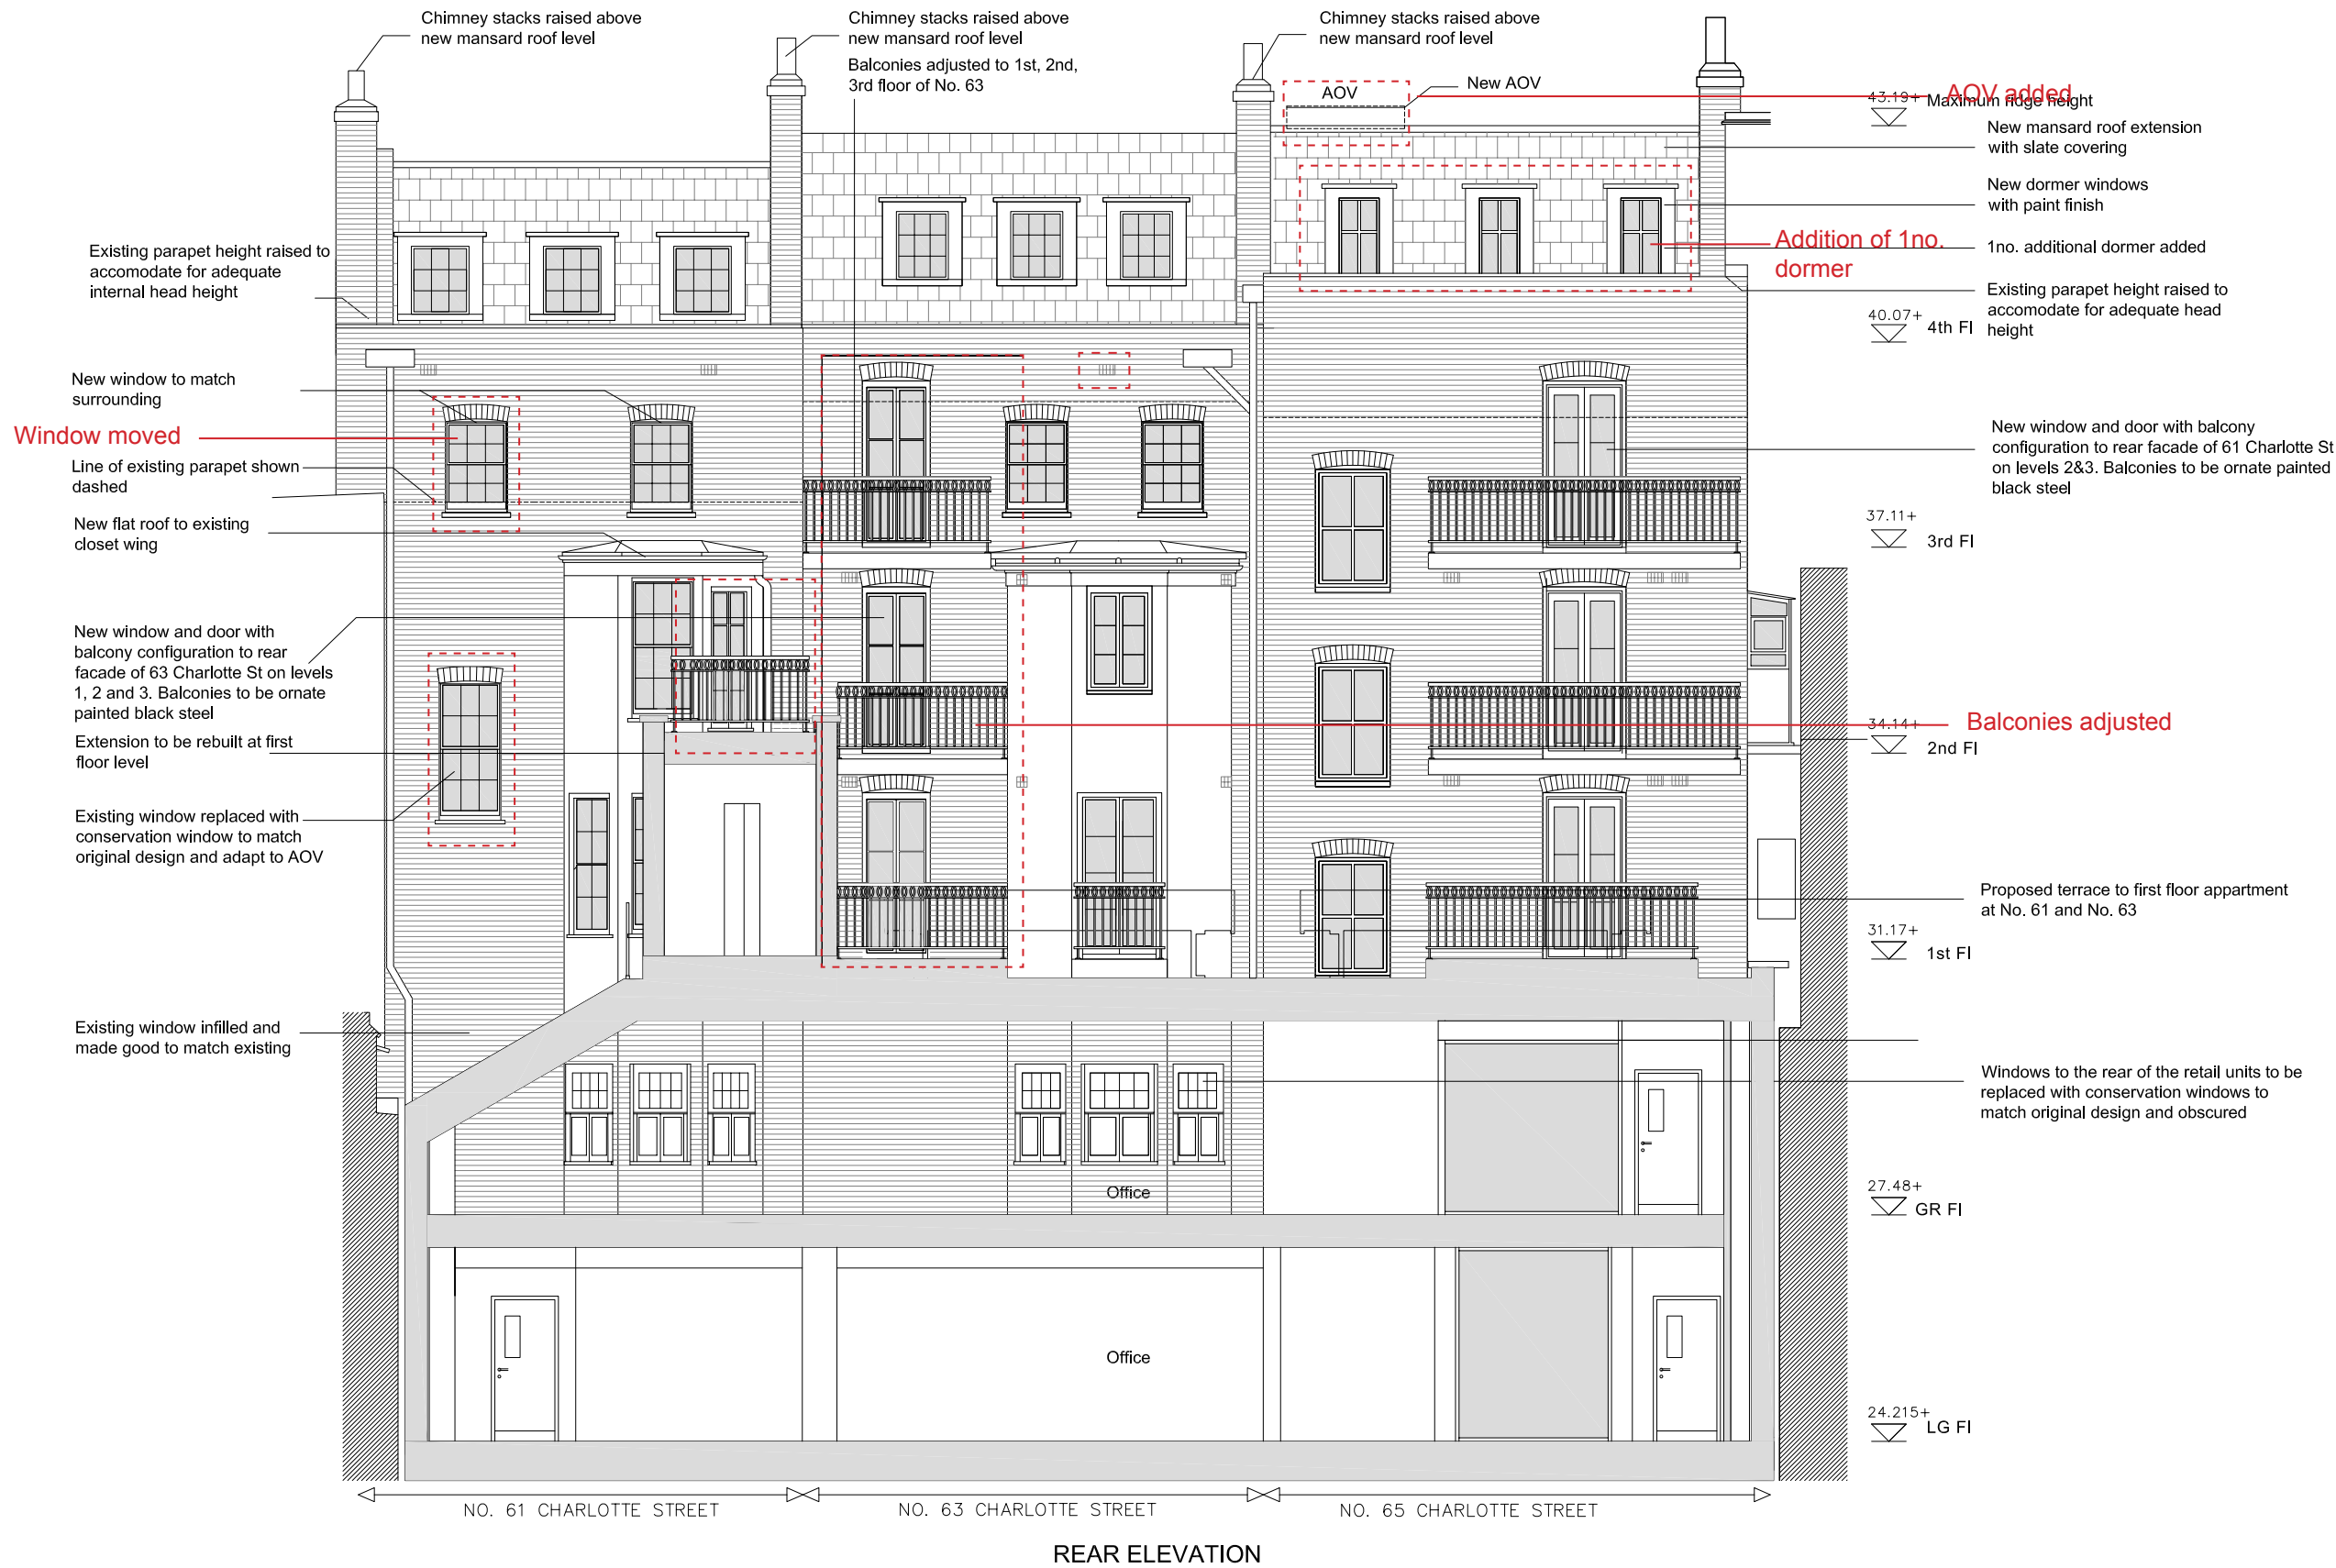 Chimney stacks raised above
new mansard roof level
Chimney stacks raised above
new mansard roof level
Balconies adjusted to 1st, 2nd,
3rd floor of No. 63
Chimney stacks raised above
new mansard roof level
AOV
New AOV
AOV added
43.19+
Maximum ridge height
New mansard roof extension
with slate covering
New dormer windows
with paint finish
Addition of 1no.
dormer
1no. additional dormer added
Existing parapet height raised to
accomodate for adequate head
height
40.07+
4th Fl
New window and door with balcony
configuration to rear facade of 61 Charlotte St
on levels 2&3. Balconies to be ornate painted
black steel
37.11+
3rd Fl
Balconies adjusted
34.14+
2nd Fl
Proposed terrace to first floor appartment
at No. 61 and No. 63
31.17+
1st Fl
Windows to the rear of the retail units to be
replaced with conservation windows to
match original design and obscured
27.48+
GR Fl
24.215+
LG Fl
Existing parapet height raised to
accomodate for adequate
internal head height
New window to match
surrounding
Window moved
Line of existing parapet shown
dashed
New flat roof to existing
closet wing
New window and door with
balcony configuration to rear
facade of 63 Charlotte St on levels
1, 2 and 3. Balconies to be ornate
painted black steel
Extension to be rebuilt at first
floor level
Existing window replaced with
conservation window to match
original design and adapt to AOV
Existing window infilled and
made good to match existing
Office
Office
NO. 61 CHARLOTTE STREET
NO. 63 CHARLOTTE STREET
NO. 65 CHARLOTTE STREET
REAR ELEVATION